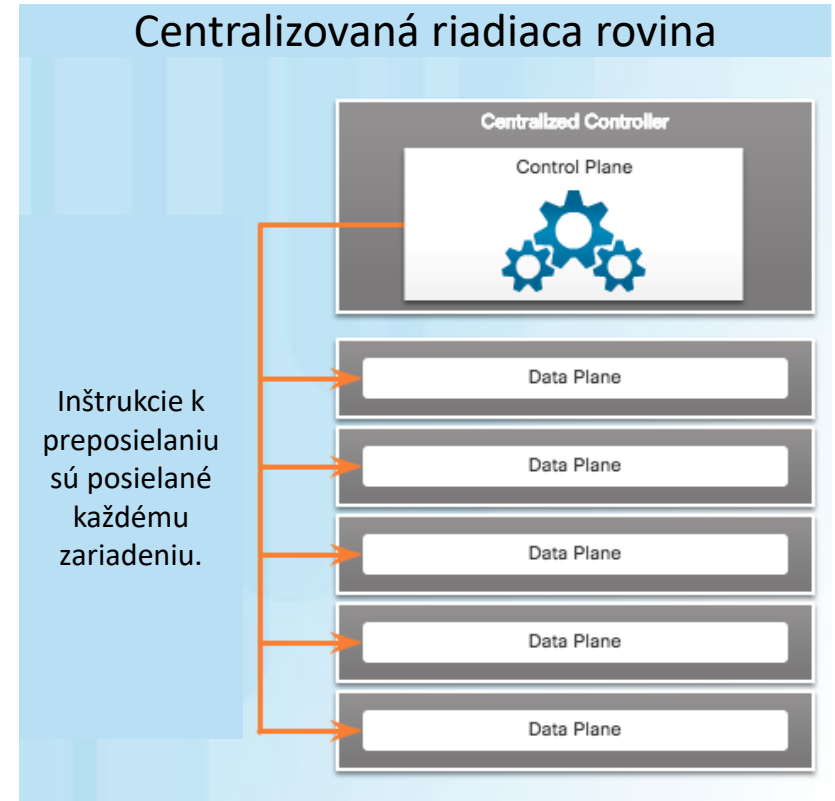 Centralizovaná riadiaca rovina
Centralized Controller
Control Plane
Inštrukcie k
preposielaniu
sú posielané
každému
zariadeniu.
Data Plane
Data Plane
Data Plane
Data Plane
Data Plane